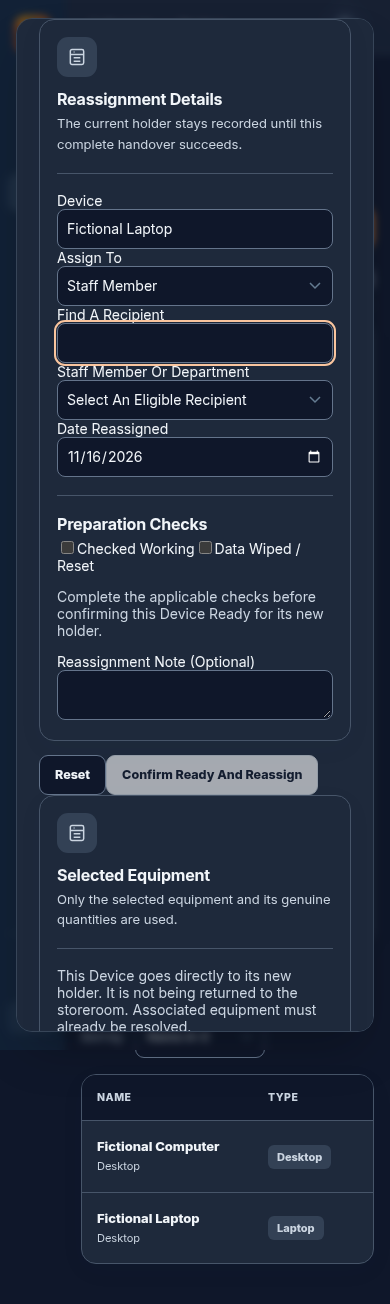 Reassignment Details
The current holder stays recorded until this
complete handover succeeds.
Device
Fictional Laptop
Assign To
Staff Member
Find A Recipient
Staff Member Or Department
Select An Eligible Recipient
Date Reassigned
11/16/2026
Preparation Checks
Checked Working Data Wiped /
Reset
Complete the applicable checks before
confirming this Device Ready for its new
holder.
Reassignment Note (Optional)
Reset Confirm Ready And Reassign
Selected Equipment
Only the selected equipment and its genuine
quantities are used.
This Device goes directly to its new
holder. It is not being returned to the
storeroom. Associated equipment must
already be resolved.
NAME TYPE
Fictional Computer
Desktop Desktop
Fictional Laptop
Desktop Laptop